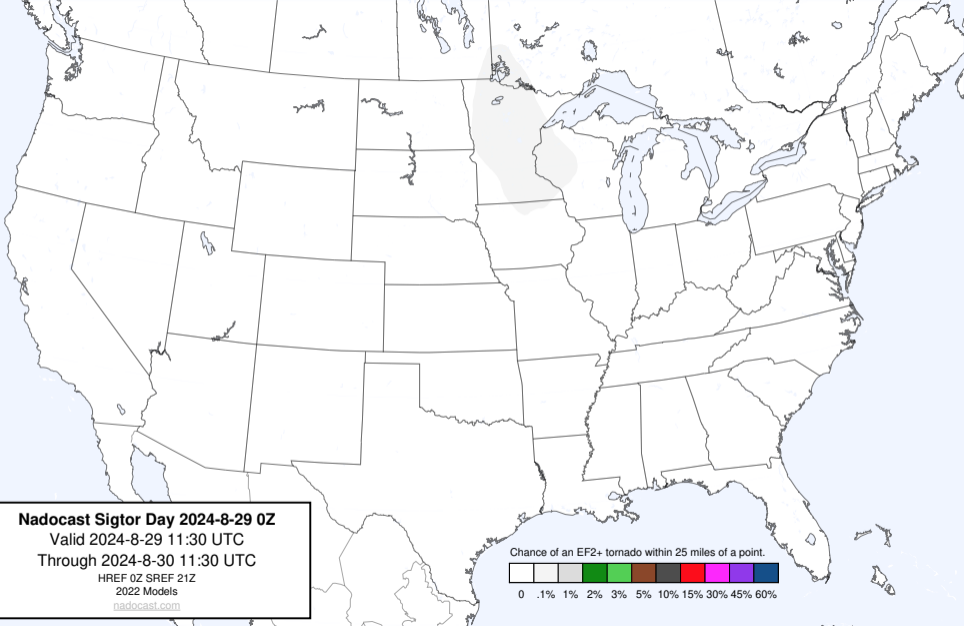 Nadocast Sigtor Day 2024-8-29 0Z
Valid 2024-8-29 11:30 UTC
Through 2024-8-30 11:30 UTC
HREF 0Z SREF 21Z
2022 Models
nadocast.com
Chance of an EF2+ tornado within 25 miles of a point.
0 .1% 1% 2% 3% 5% 10% 15% 30% 45% 60%